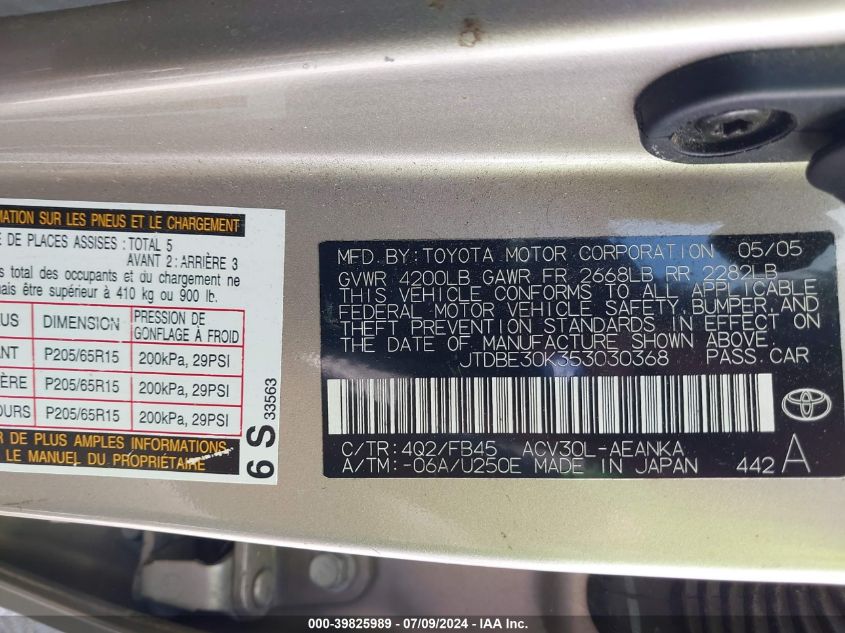 MATION SUR LES PNEUS ET LE CHARGEMENT
E DE PLACES ASSISES : TOTAL 5
AVANT 2 : ARRIÈRE 3
s total des occupants et du chargement ne
mais être supérieur à 410 kg ou 900 lb.
US DIMENSION PRESSION DE GONFLAGE À FROID
ANT P205/65R15 200kPa, 29PSI
IÈRE P205/65R15 200kPa, 29PSI
OURS P205/65R15 200kPa, 29PSI
R DE PLUS AMPLES INFORMATIONS
LE MANUEL DU PROPRIÉTAIRE
6 S 33563
MFD. BY: TOYOTA MOTOR CORPORATION 05/05
GVWR 4200LB GAWR FR 2668LB RR 2282LB
THIS VEHICLE CONFORMS TO ALL APPLICABLE
FEDERAL MOTOR VEHICLE SAFETY, BUMPER, AND
THEFT PREVENTION STANDARDS IN EFFECT ON
THE DATE OF MANUFACTURE SHOWN ABOVE.
JTDBE30K353030368 PASS. CAR
C/TR: 4Q2/FB45 ACV30L-AEANKA
A/TM: -06A/U250E MADE IN JAPAN 442 A
000-39825989 - 07/09/2024 - IAA Inc.